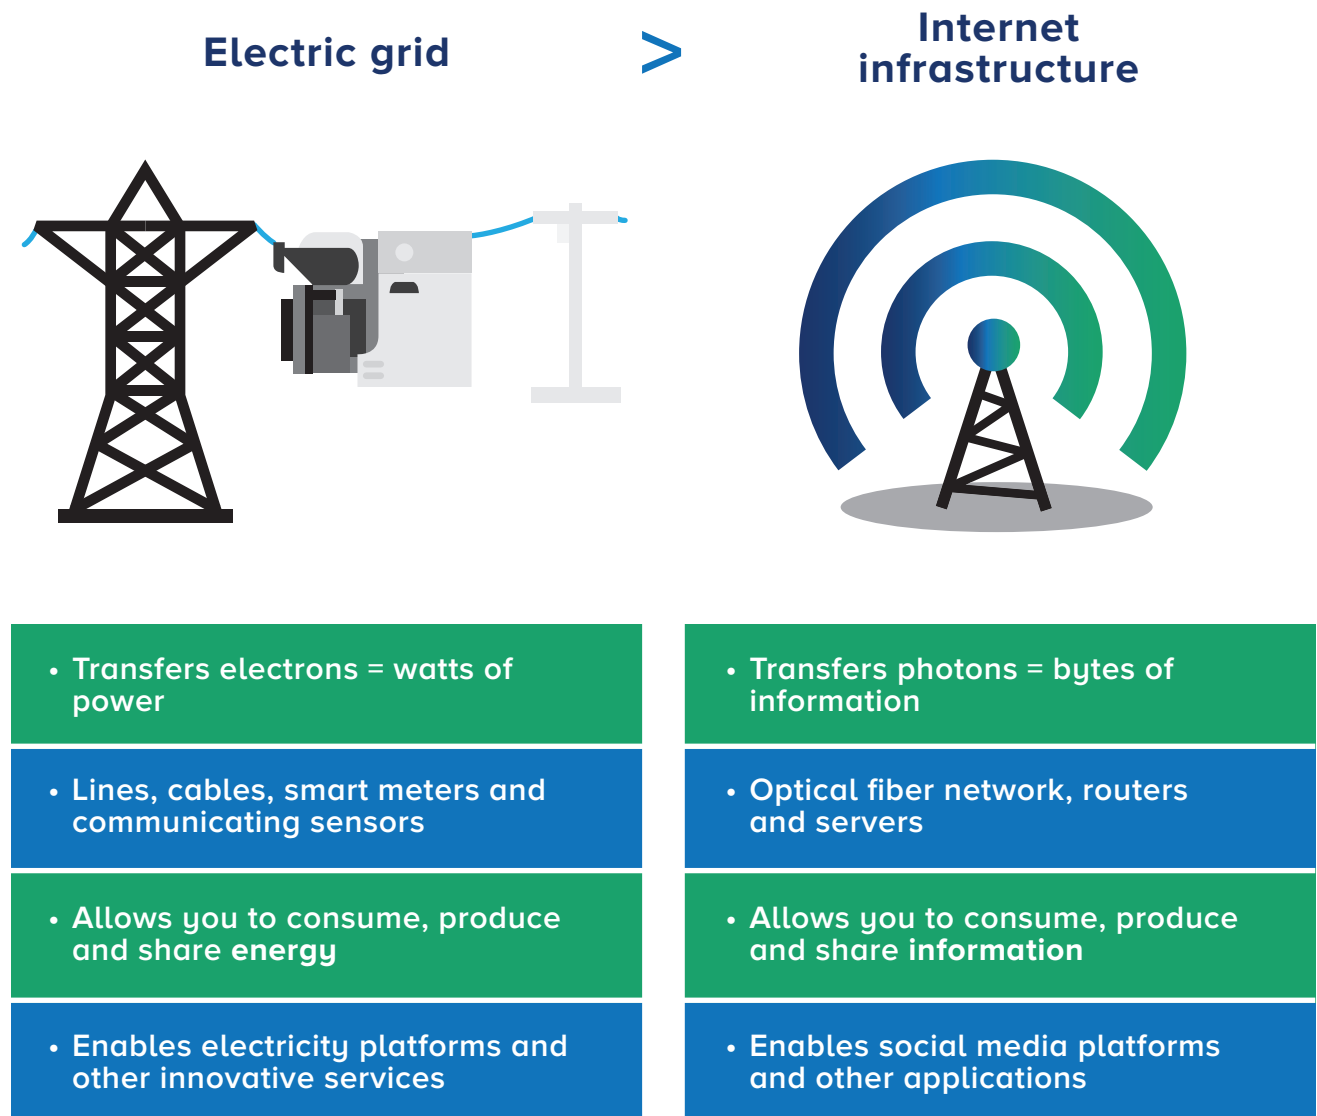 Electric grid
>
Internet
infrastructure
• Transfers electrons = watts of
power
• Transfers photons = bytes of
information
• Lines, cables, smart meters and
communicating sensors
• Optical fiber network, routers
and servers
• Allows you to consume, produce
and share energy
• Allows you to consume, produce
and share information
• Enables electricity platforms and
other innovative services
• Enables social media platforms
and other applications